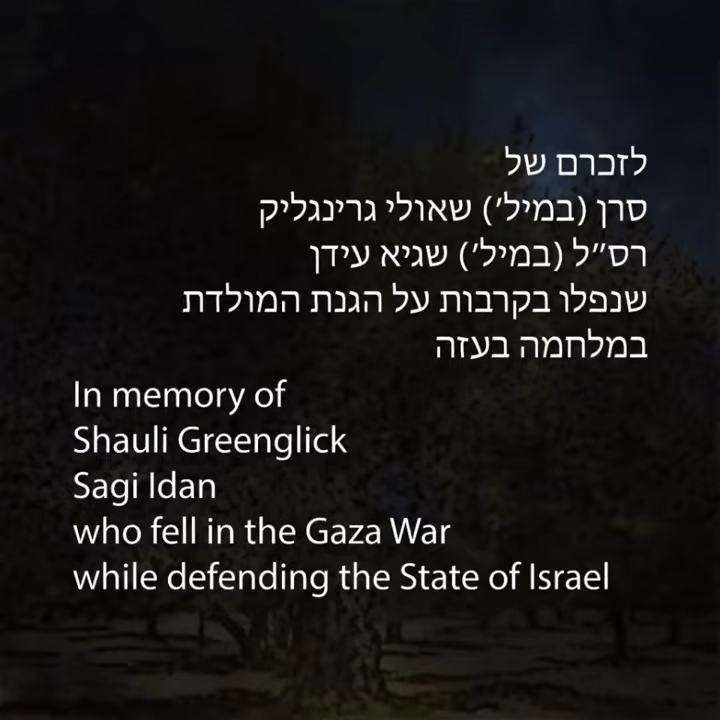 לזכרם של
סרן (במיל׳) שאולי גרינגליק
רס״ל (במיל׳) שגיא עידן
שנפלו בקרבות על הגנת המולדת
במלחמה בעזה
In memory of
Shauli Greenglick
Sagi Idan
who fell in the Gaza War
while defending the State of Israel